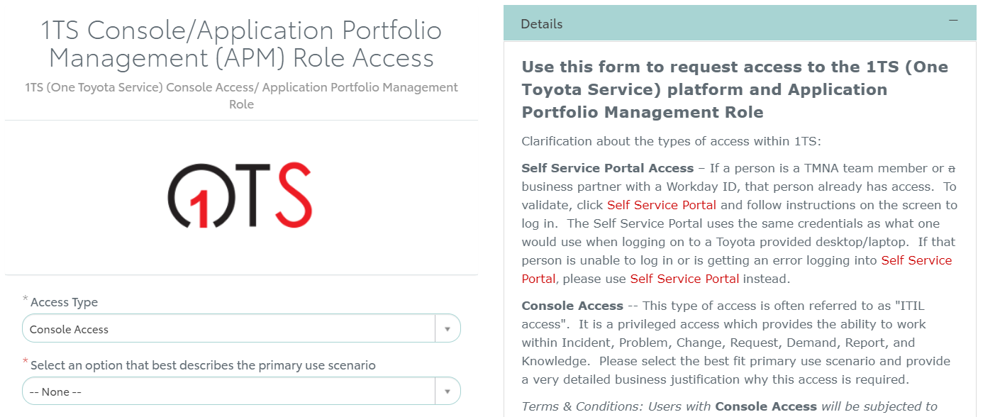 1TS Console/Application Portfolio
Management (APM) Role Access
1TS (One Toyota Service) Console Access/ Application Portfolio Management
Role
1TS
* Access Type
Console Access
* Select an option that best describes the primary use scenario
-- None --
Details
Use this form to request access to the 1TS (One
Toyota Service) platform and Application
Portfolio Management Role
Clarification about the types of access within 1TS:
Self Service Portal Access – If a person is a TMNA team member or a
business partner with a Workday ID, that person already has access.  To
validate, click Self Service Portal and follow instructions on the screen to
log in.  The Self Service Portal uses the same credentials as what one
would use when logging on to a Toyota provided desktop/laptop.  If that
person is unable to log in or is getting an error logging into Self Service
Portal, please use Self Service Portal instead.
Console Access -- This type of access is often referred to as "ITIL
access".  It is a privileged access which provides the ability to work
within Incident, Problem, Change, Request, Demand, Report, and
Knowledge.  Please select the best fit primary use scenario and provide
a very detailed business justification why this access is required.
Terms & Conditions: Users with Console Access will be subjected to